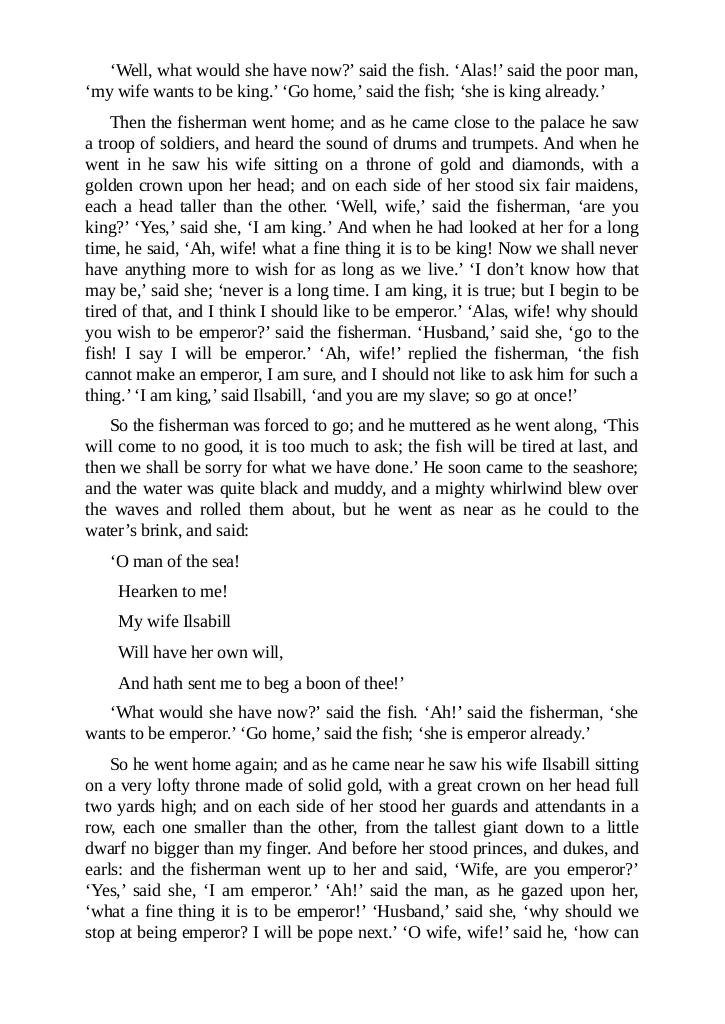 ‘Well, what would she have now?’ said the fish. ‘Alas!’ said the poor man,
‘my wife wants to be king.’ ‘Go home,’ said the fish; ‘she is king already.’
Then the fisherman went home; and as he came close to the palace he saw
a troop of soldiers, and heard the sound of drums and trumpets. And when he
went in he saw his wife sitting on a throne of gold and diamonds, with a
golden crown upon her head; and on each side of her stood six fair maidens,
each a head taller than the other. ‘Well, wife,’ said the fisherman, ‘are you
king?’ ‘Yes,’ said she, ‘I am king.’ And when he had looked at her for a long
time, he said, ‘Ah, wife! what a fine thing it is to be king! Now we shall never
have anything more to wish for as long as we live.’ ‘I don’t know how that
may be,’ said she; ‘never is a long time. I am king, it is true; but I begin to be
tired of that, and I think I should like to be emperor.’ ‘Alas, wife! why should
you wish to be emperor?’ said the fisherman. ‘Husband,’ said she, ‘go to the
fish! I say I will be emperor.’ ‘Ah, wife!’ replied the fisherman, ‘the fish
cannot make an emperor, I am sure, and I should not like to ask him for such a
thing.’ ‘I am king,’ said Ilsabill, ‘and you are my slave; so go at once!’
So the fisherman was forced to go; and he muttered as he went along, ‘This
will come to no good, it is too much to ask; the fish will be tired at last, and
then we shall be sorry for what we have done.’ He soon came to the seashore;
and the water was quite black and muddy, and a mighty whirlwind blew over
the waves and rolled them about, but he went as near as he could to the
water’s brink, and said:
‘O man of the sea!
Hearken to me!
My wife Ilsabill
Will have her own will,
And hath sent me to beg a boon of thee!’
‘What would she have now?’ said the fish. ‘Ah!’ said the fisherman, ‘she
wants to be emperor.’ ‘Go home,’ said the fish; ‘she is emperor already.’
So he went home again; and as he came near he saw his wife Ilsabill sitting
on a very lofty throne made of solid gold, with a great crown on her head full
two yards high; and on each side of her stood her guards and attendants in a
row, each one smaller than the other, from the tallest giant down to a little
dwarf no bigger than my finger. And before her stood princes, and dukes, and
earls: and the fisherman went up to her and said, ‘Wife, are you emperor?’
‘Yes,’ said she, ‘I am emperor.’ ‘Ah!’ said the man, as he gazed upon her,
‘what a fine thing it is to be emperor!’ ‘Husband,’ said she, ‘why should we
stop at being emperor? I will be pope next.’ ‘O wife, wife!’ said he, ‘how can